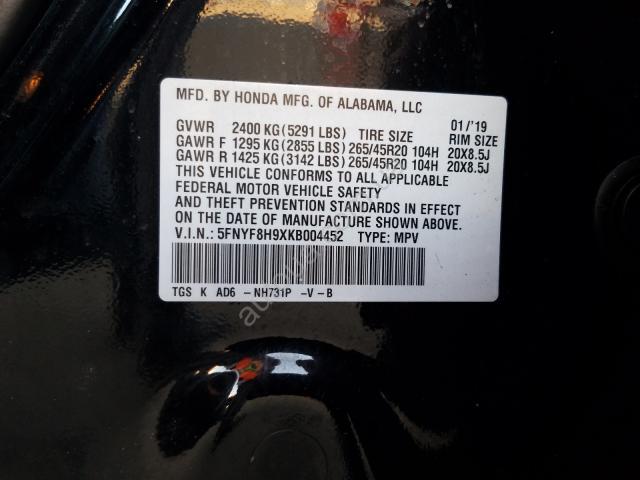 MFD. BY HONDA MFG. OF ALABAMA, LLC
01/'19
GVWR 2400 KG (5291 LBS) TIRE SIZE RIM SIZE
GAWR F 1295 KG (2855 LBS) 265/45R20 104H 20X8.5J
GAWR R 1425 KG (3142 LBS) 265/45R20 104H 20X8.5J
THIS VEHICLE CONFORMS TO ALL APPLICABLE
FEDERAL MOTOR VEHICLE SAFETY
AND THEFT PREVENTION STANDARDS IN EFFECT
ON THE DATE OF MANUFACTURE SHOWN ABOVE.
V.I.N.: 5FNYF8H9XKB004452 TYPE: MPV
TGS K AD6 -NH731P -V-B